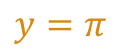 y = π